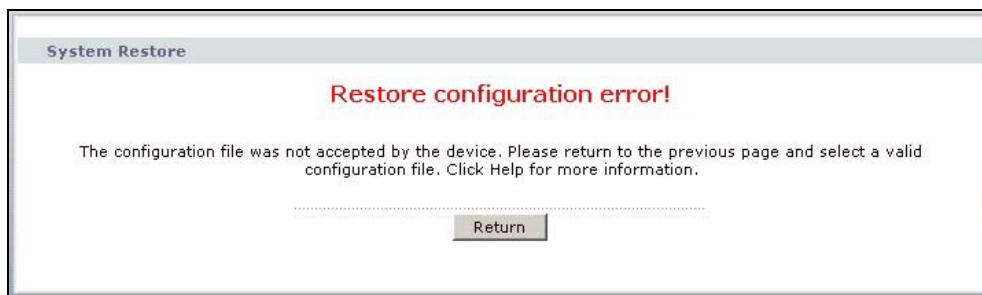 System Restore
Restore configuration error!
The configuration file was not accepted by the device. Please return to the previous page and select a valid
configuration file. Click Help for more information.
Return